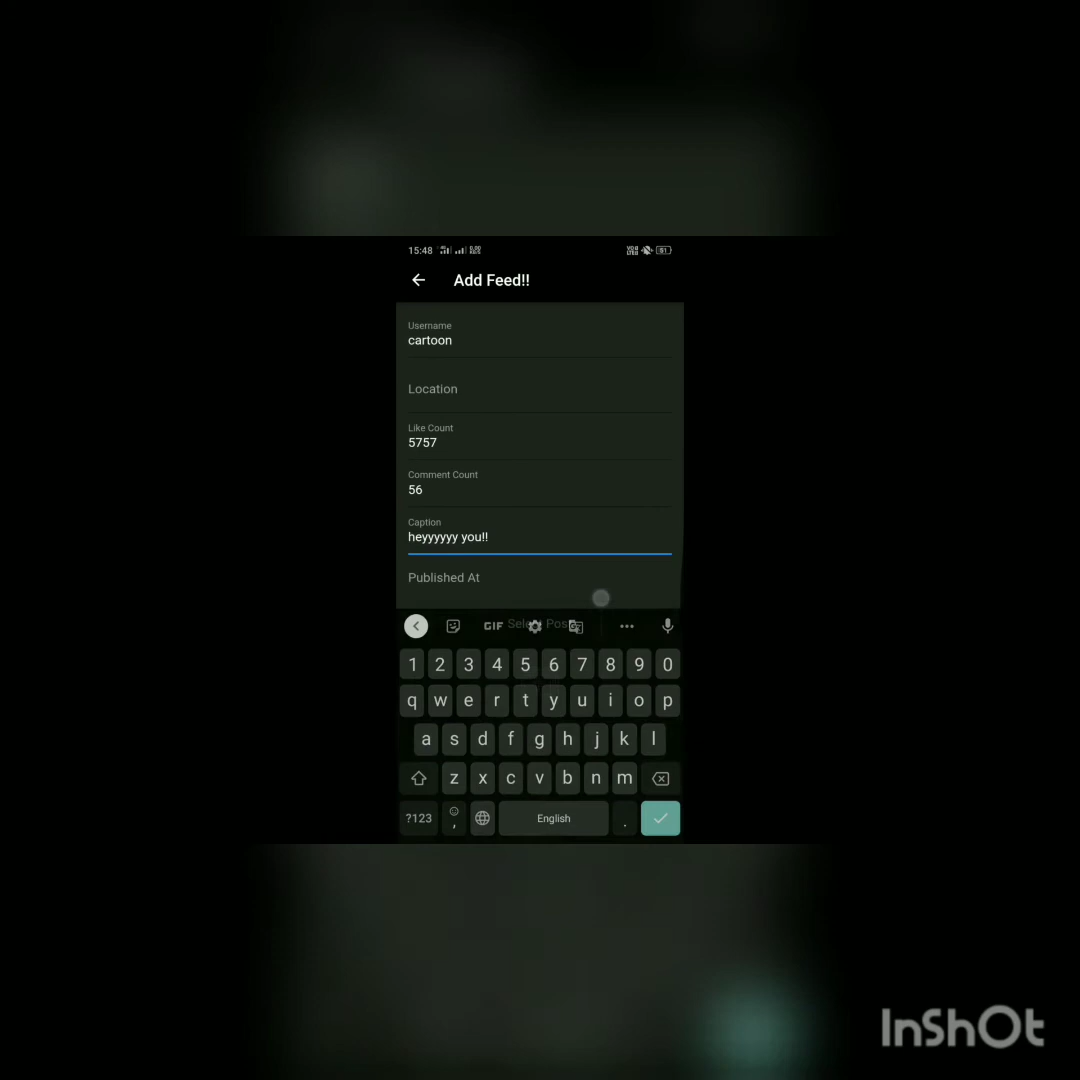 15:48
Add Feed!!
Username
cartoon
Location
Like Count
5757
Comment Count
56
Caption
heyyyyyy you!!
Published At
GIF
1 2 3 4 5 6 7 8 9 0
q w e r t y u i o p
a s d f g h j k l
z x c v b n m
?123 , English .
InShOt